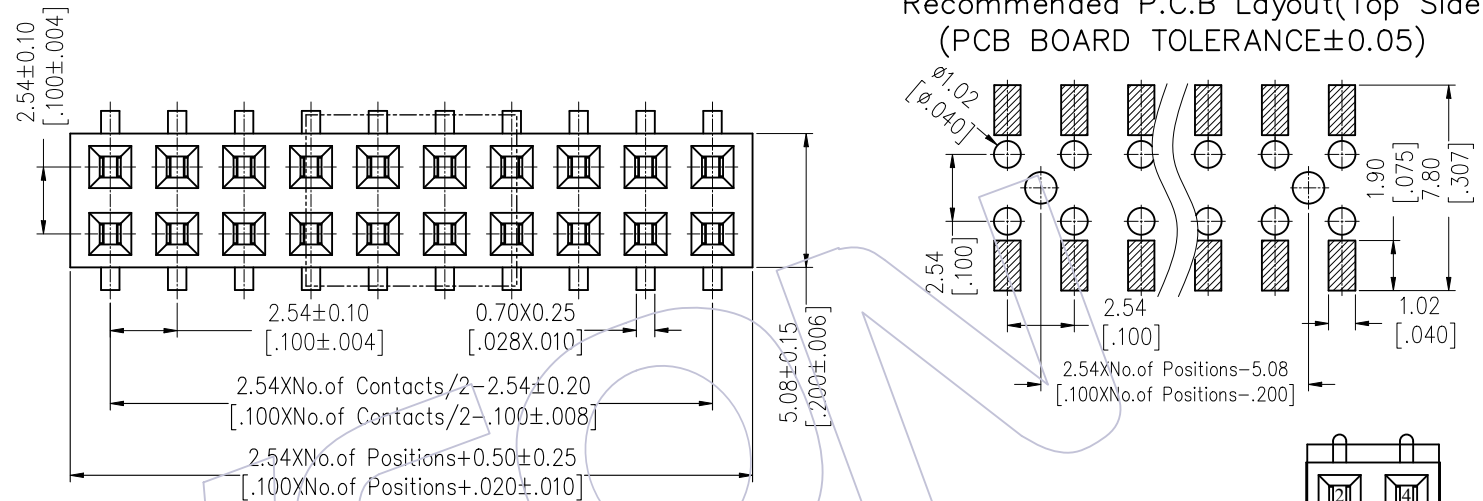 Recommended P.C.B Layout(Top Side
(PCB BOARD TOLERANCE±0.05)
2.54±0.10
[.100±.004]
2.54±0.10
[.100±.004]
0.70X0.25
[.028X.010]
5.08±0.15
[.200±.006]
2.54XNo.of Contacts/2-2.54±0.20
[.100XNo.of Contacts/2-.100±.008]
2.54XNo.of Positions+0.50±0.25
[.100XNo.of Positions+.020±.010]
ø1.02
[ø.040]
2.54
[.100]
2.54
[.100]
2.54XNo.of Positions-5.08
[.100XNo.of Positions-.200]
1.90
[.075]
7.80
[.307]
1.02
[.040]
2 4